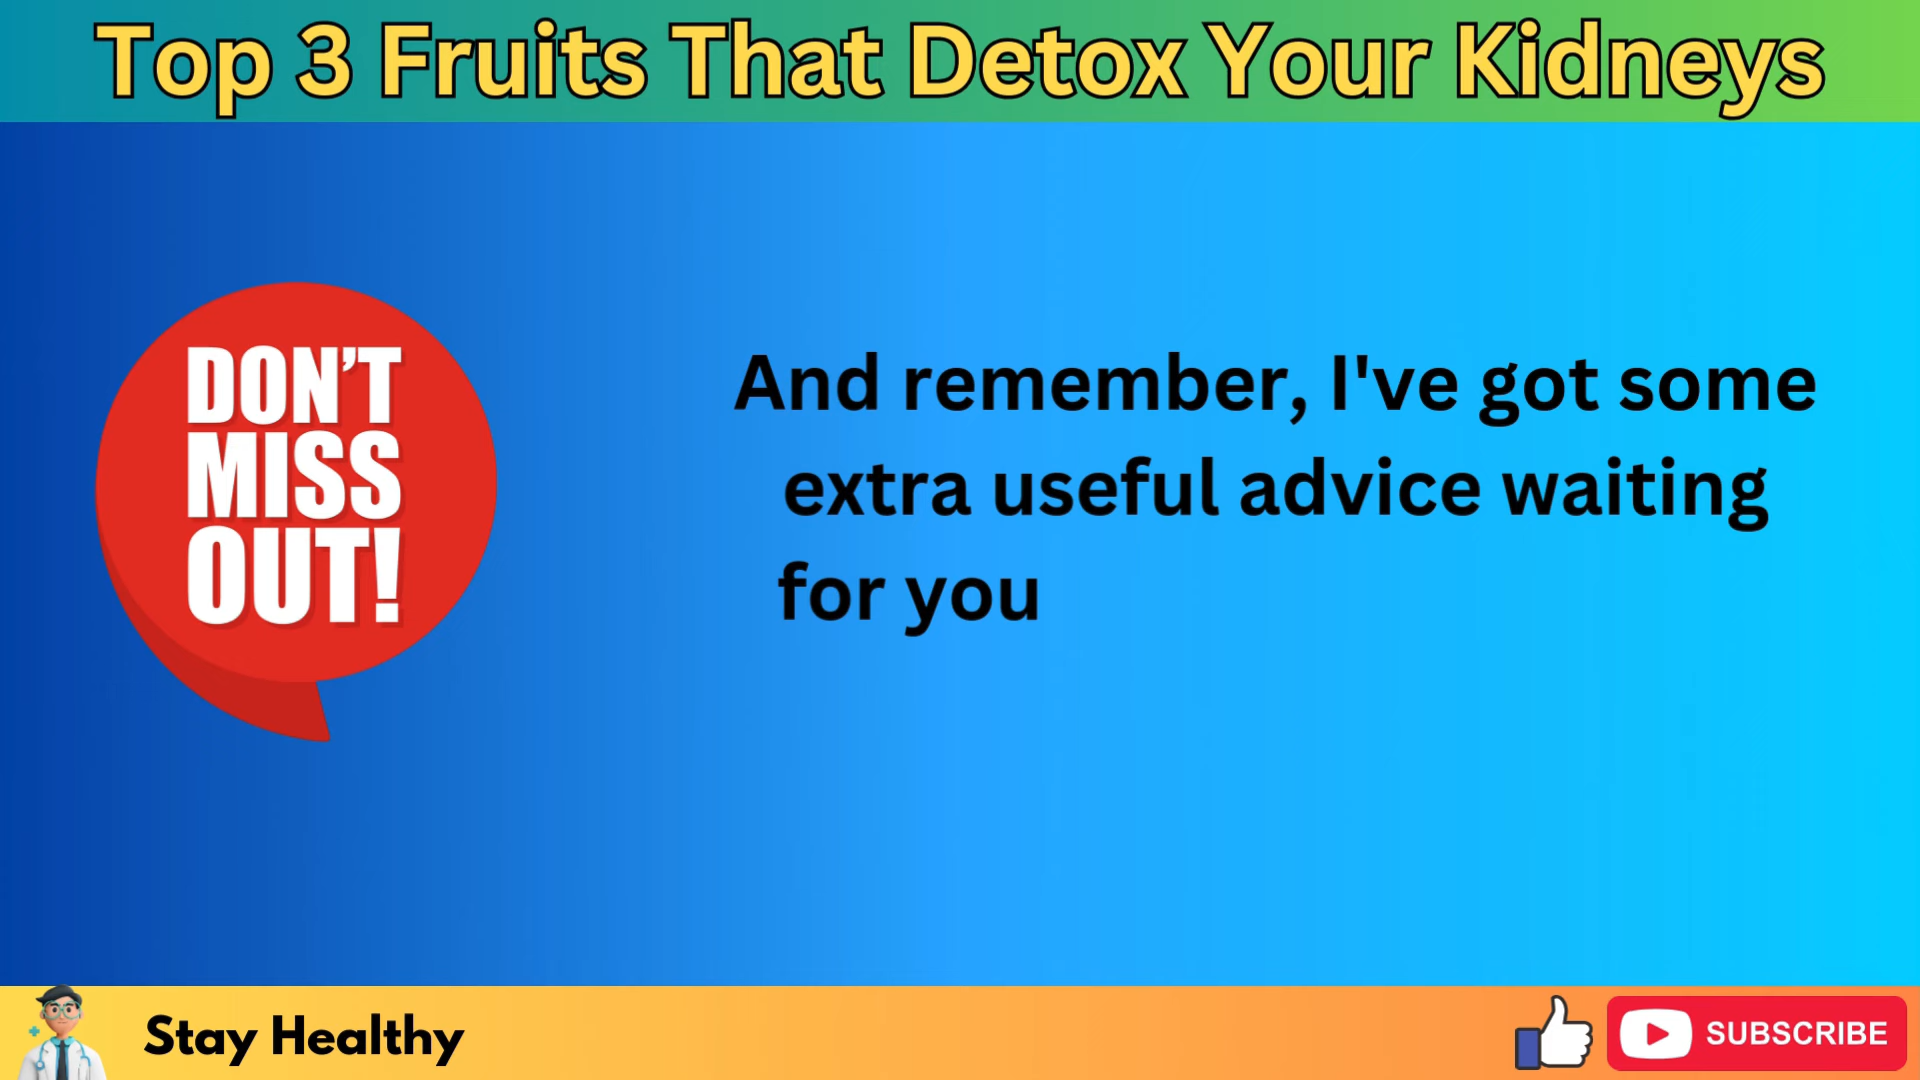 Top 3 Fruits That Detox Your Kidneys
DON'T
MISS
OUT!
And remember, I've got some
extra useful advice waiting
for you
Stay Healthy
SUBSCRIBE